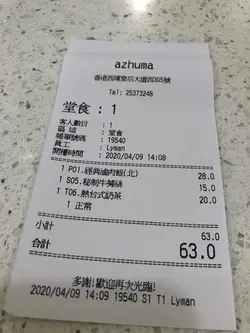 azhuma
香港西環皇后大道西305號
Tel: 25373248
堂食 : 1
客人數目 : 1
區域 : 堂食
帳單號碼 : 19540
員工 : Lyman
開檯時間 : 2020/04/09 14:08
1 P01.經典滷肉飯(北) 28.0
1 S05.秘制牛筴腍 15.0
1 T06.熱台式奶茶 20.0
1 正常
小計 63.0
合計 63.0
多謝!歡迎再次光臨!
2020/04/09 14:09 19540 S1 T1 Lyman